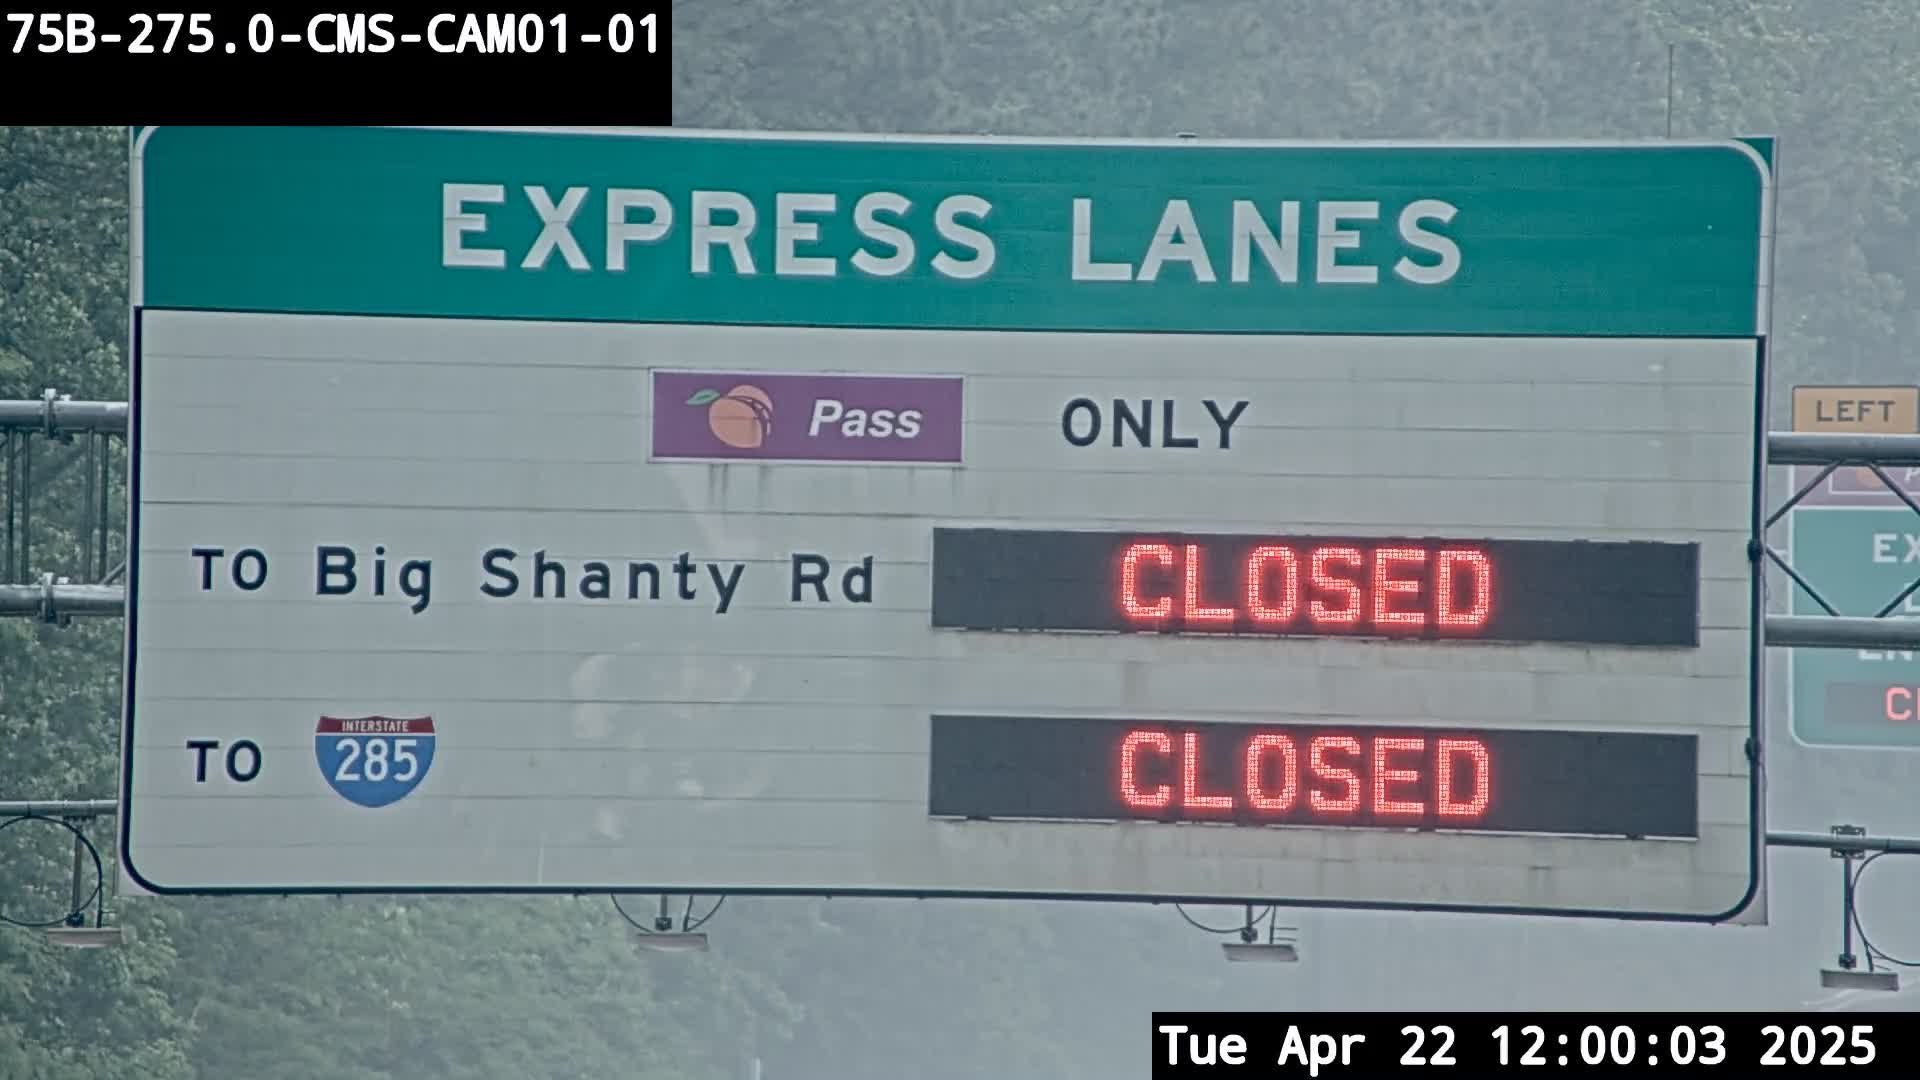 75B-275.0-CMS-CAM01-01
EXPRESS LANES
Pass ONLY
TO Big Shanty Rd CLOSED
TO INTERSTATE 285 CLOSED
LEFT
Tue Apr 22 12:00:03 2025